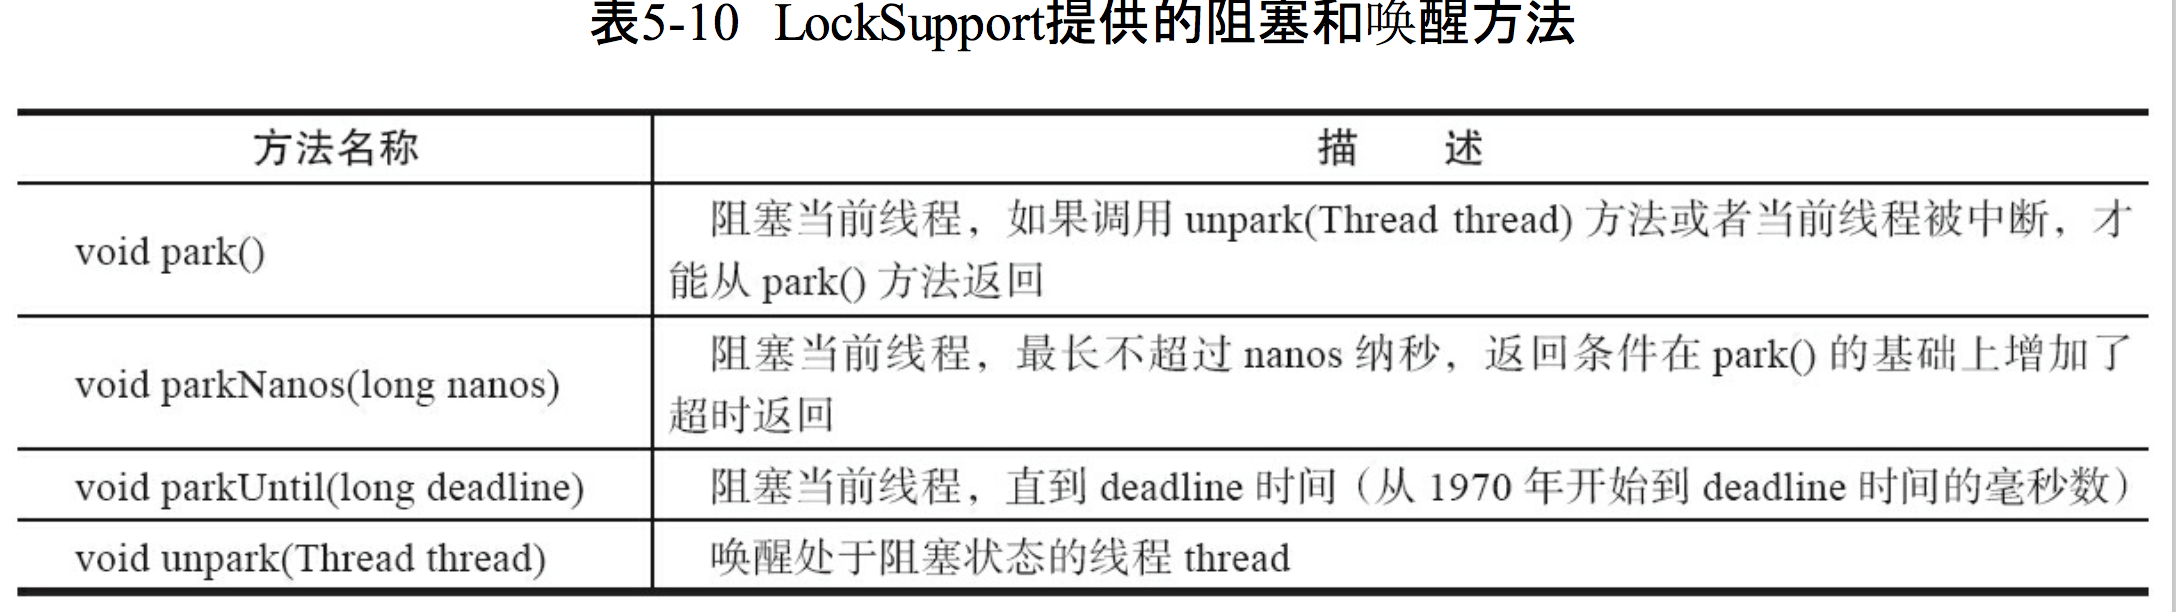 表5-10 LockSupport提供的阻塞和唤醒方法
方法名称 描 述
void park()
阻塞当前线程，如果调用 unpark(Thread thread) 方法或者当前线程被中断，才
能从 park() 方法返回
void parkNanos(long nanos)
阻塞当前线程，最长不超过 nanos 纳秒，返回条件在 park() 的基础上增加了
超时返回
void parkUntil(long deadline) 阻塞当前线程，直到 deadline 时间（从 1970 年开始到 deadline 时间的毫秒数）
void unpark(Thread thread) 唤醒处于阻塞状态的线程 thread